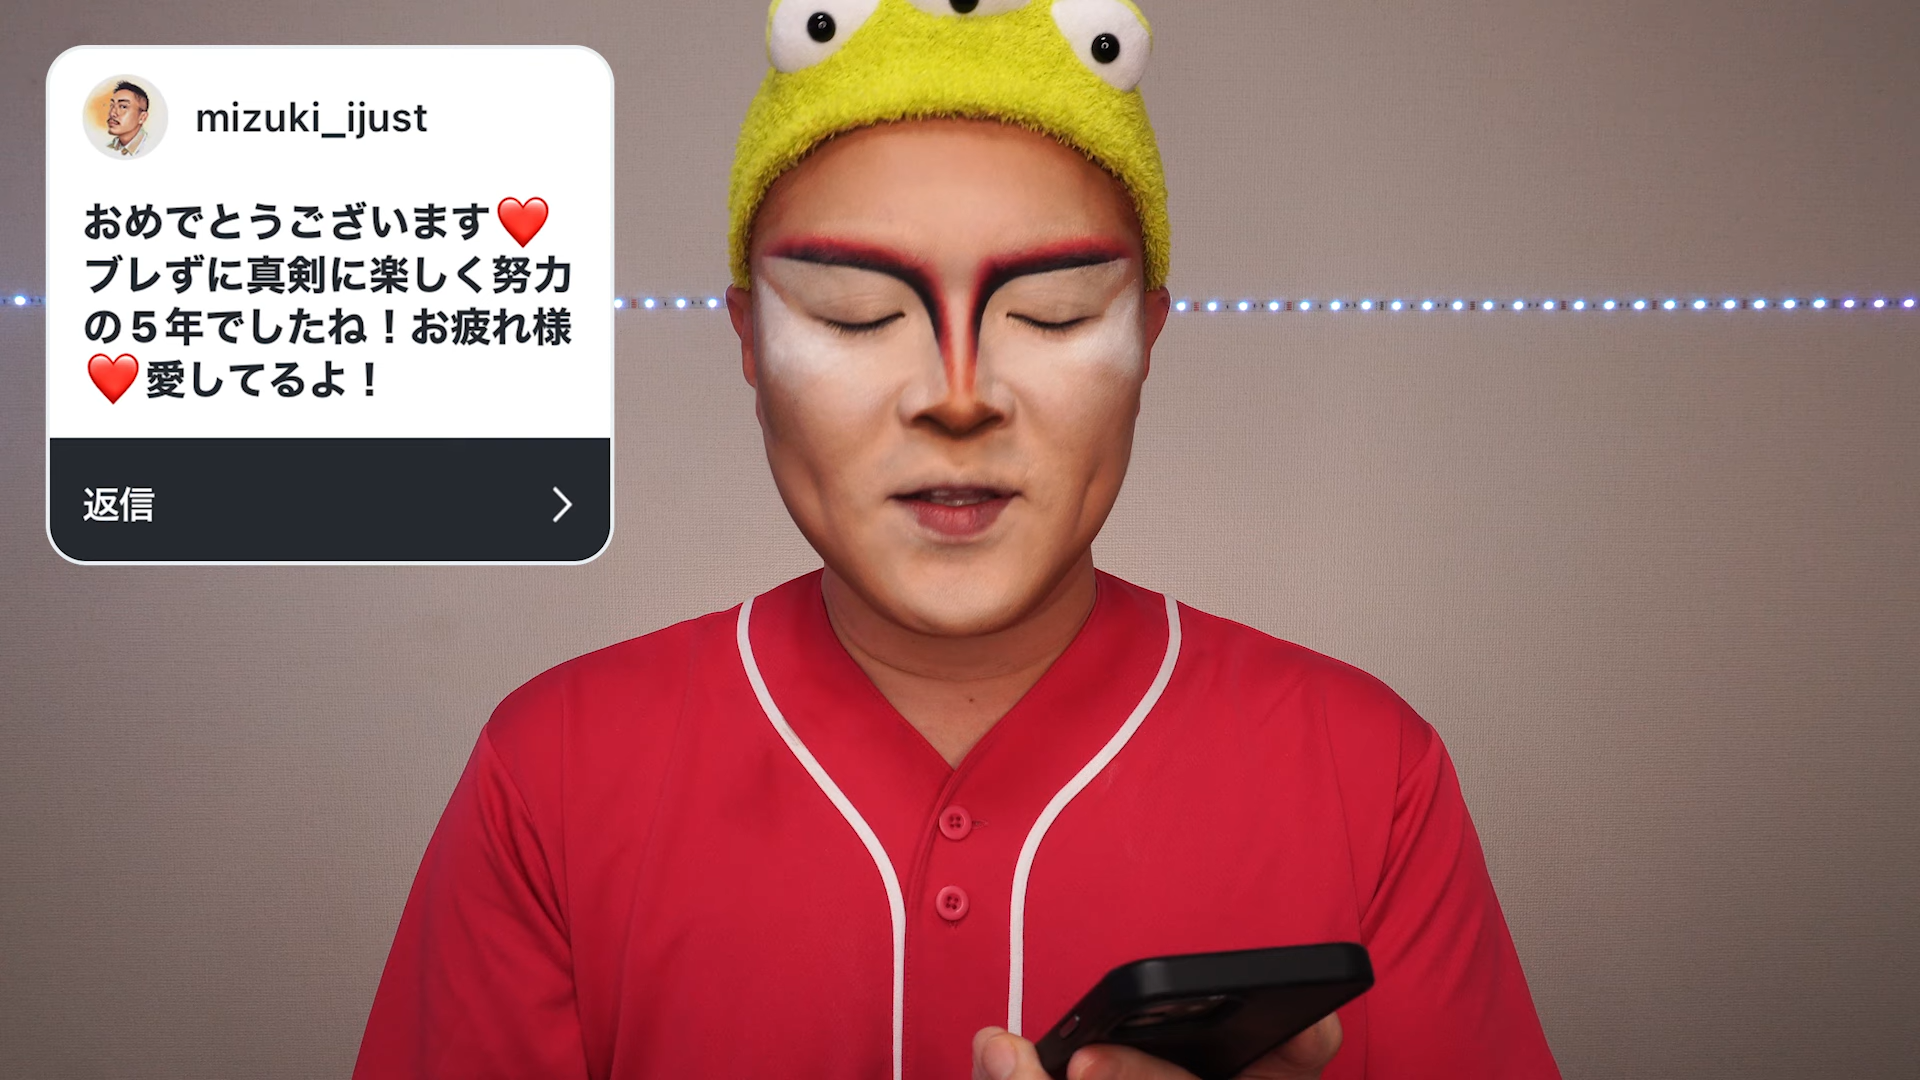 mizuki_ijust
おめでとうございます❤️
ブレずに真剣に楽しく努力
の５年でしたね！お疲れ様
❤️愛してるよ！
返信